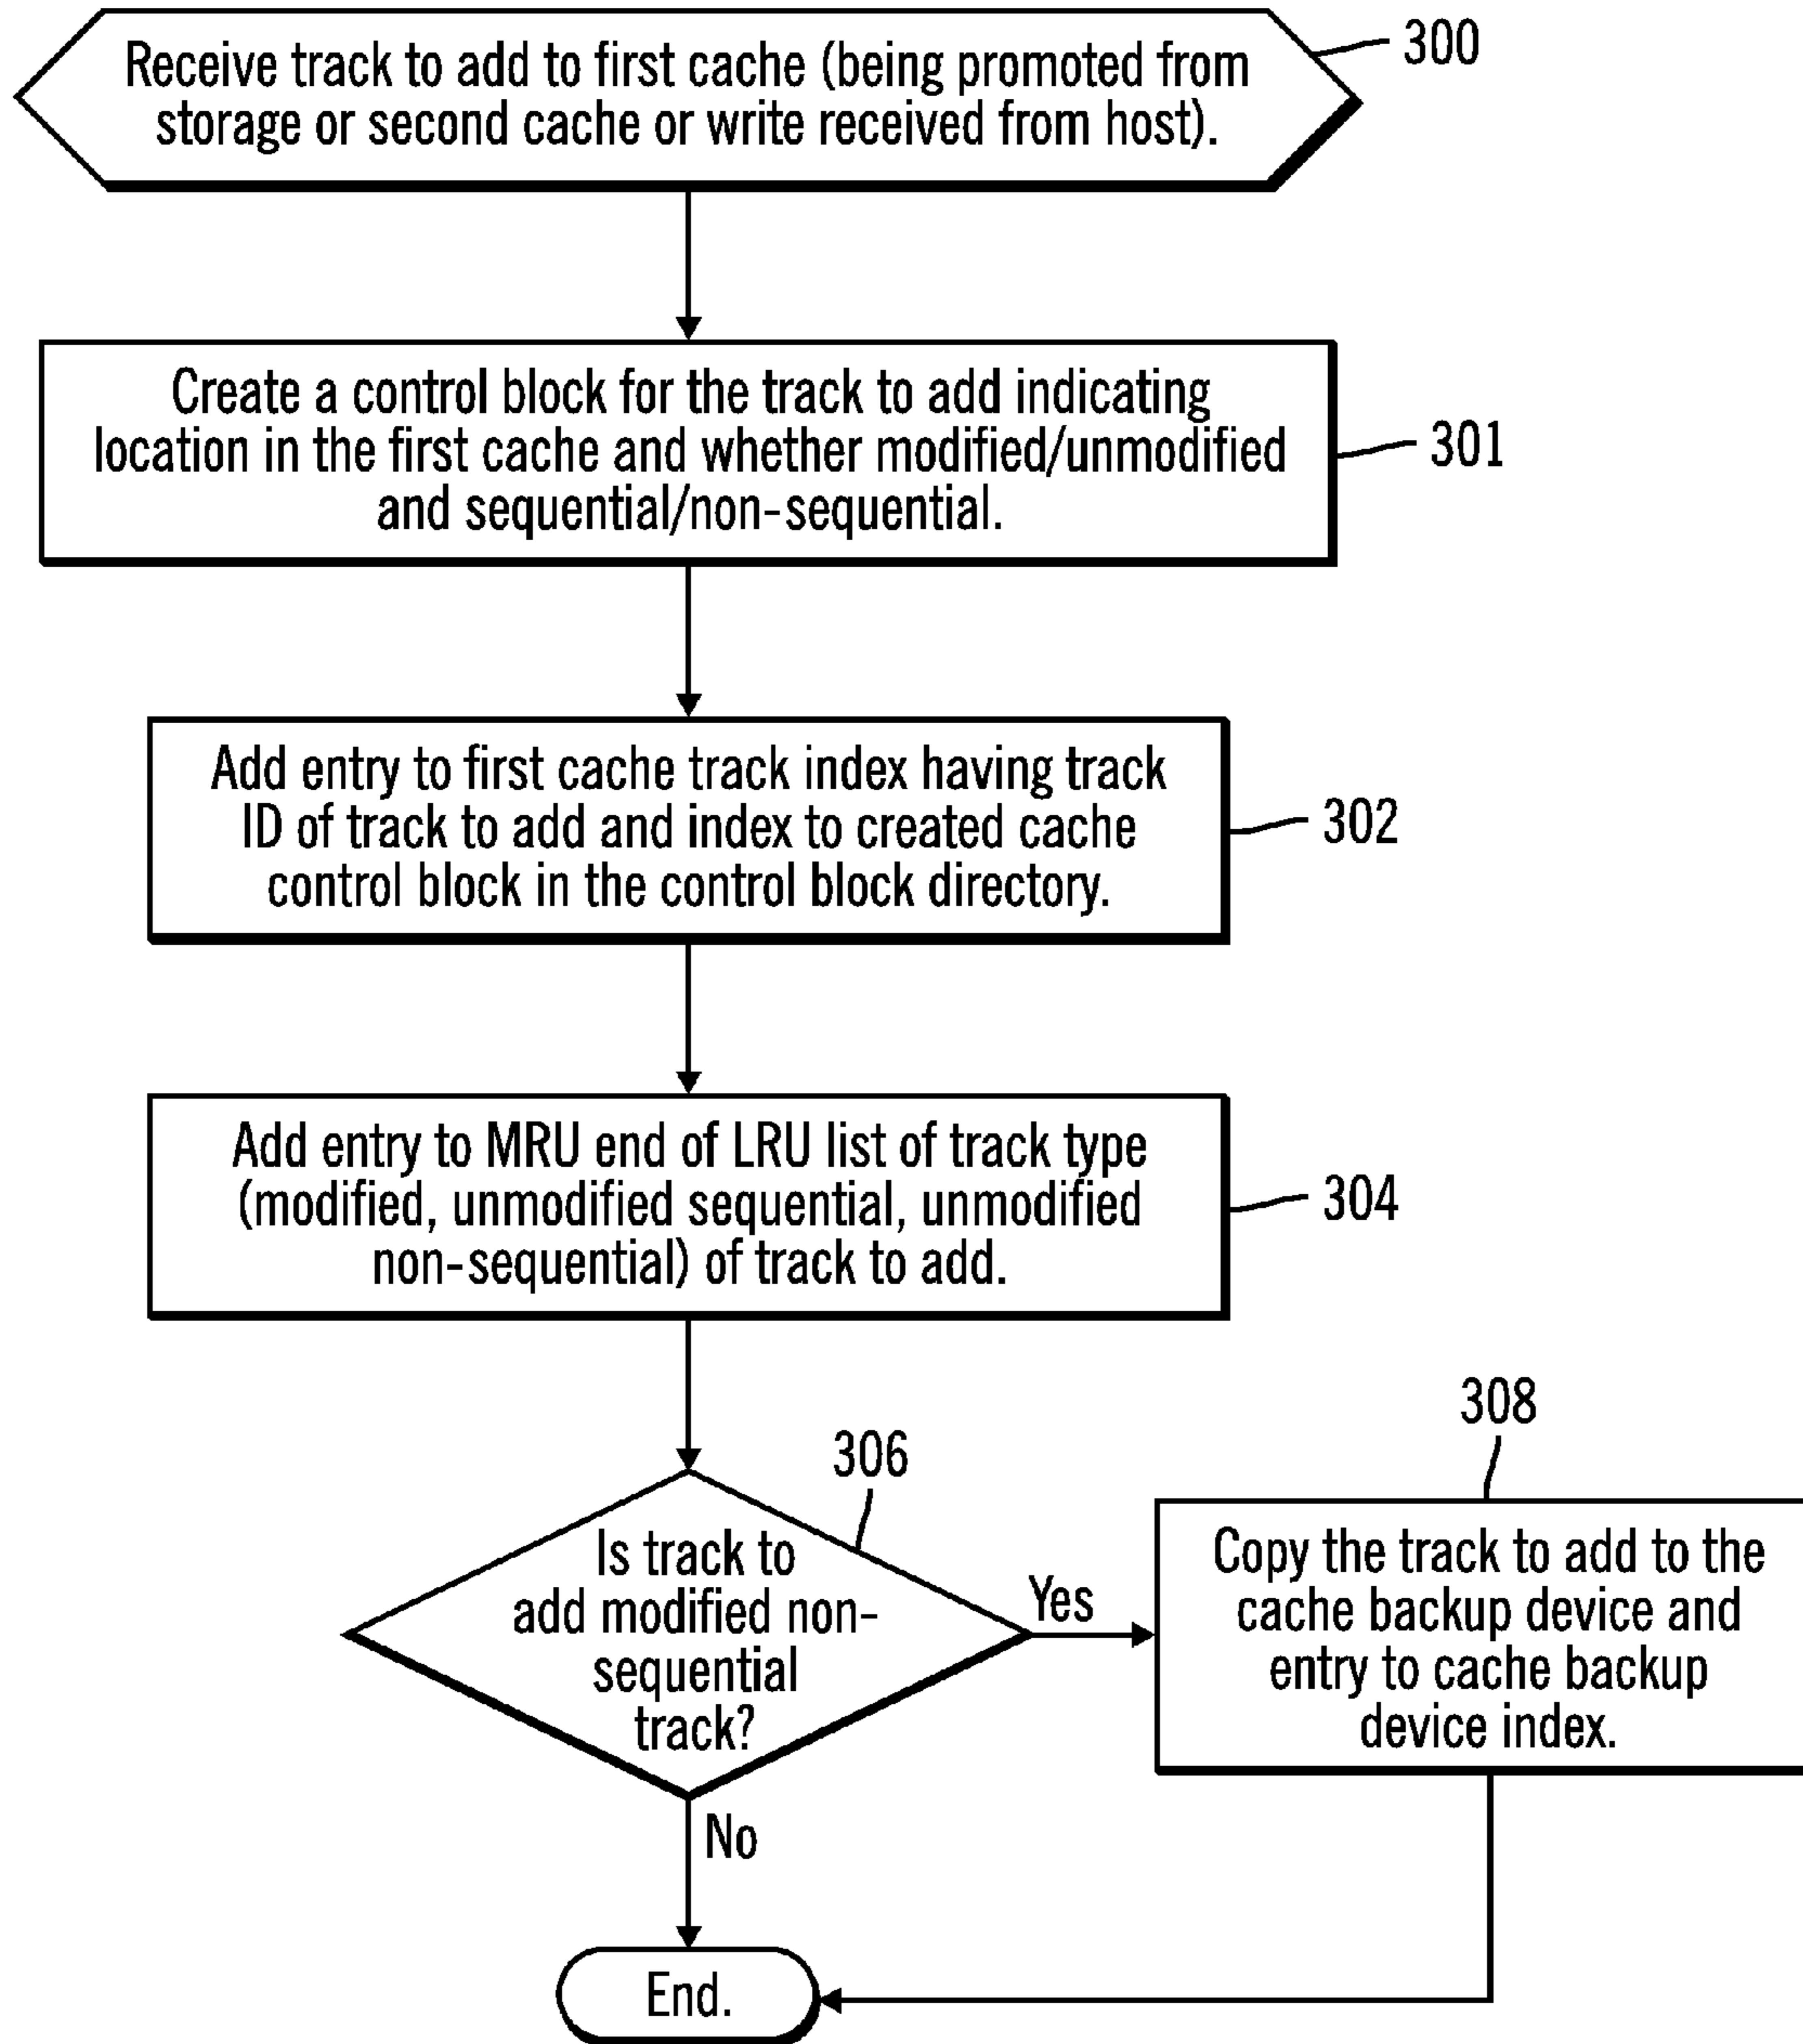 Receive track to add to first cache (being promoted from
storage or second cache or write received from host).
300
Create a control block for the track to add indicating
location in the first cache and whether modified/unmodified
and sequential/non-sequential.
301
Add entry to first cache track index having track
ID of track to add and index to created cache
control block in the control block directory.
302
Add entry to MRU end of LRU list of track type
(modified, unmodified sequential, unmodified
non-sequential) of track to add.
304
306
Is track to
add modified non-
sequential
track?
Yes
No
308
Copy the track to add to the
cache backup device and
entry to cache backup
device index.
End.